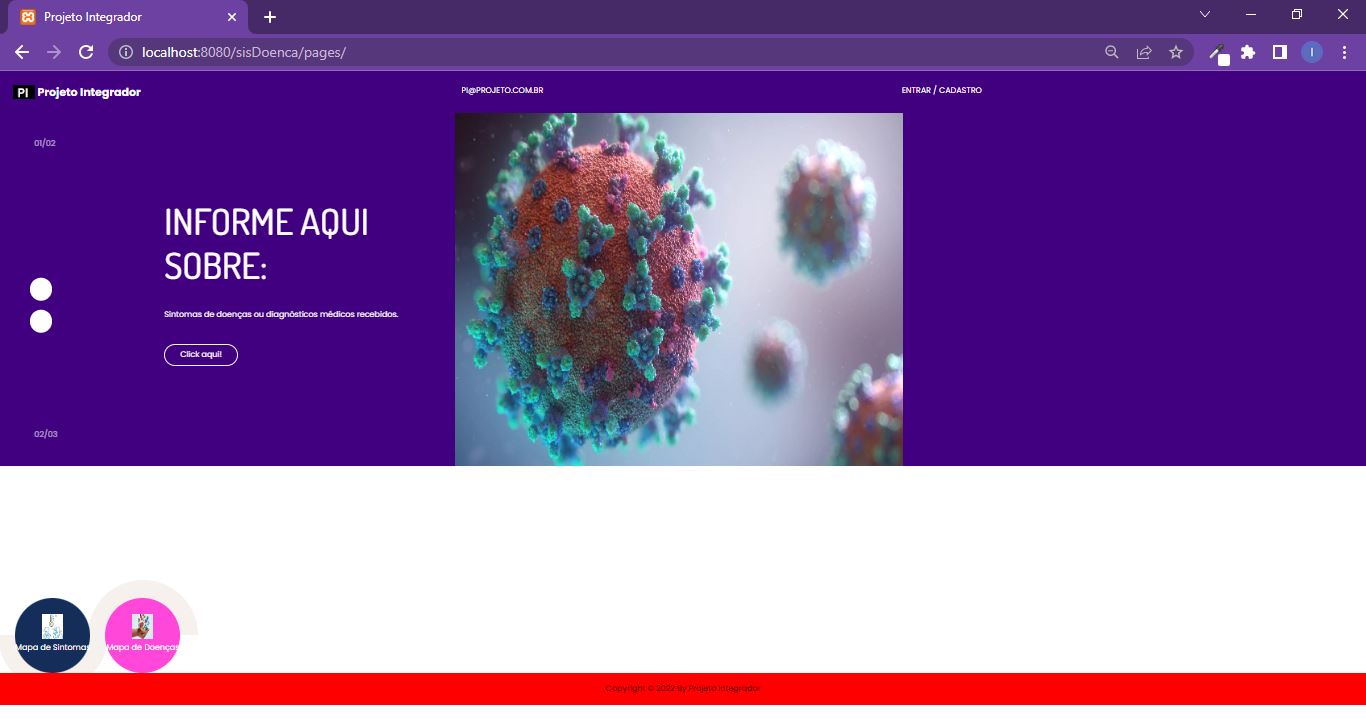 Projeto Integrador
localhost:8080/sisDoenca/pages/
I
PI Projeto Integrador
PI@PROJETO.COM.BR
ENTRAR / CADASTRO
01/02
INFORME AQUI
SOBRE:
Sintomas de doenças ou diagnósticos médicos recebidos.
Click aqui!
02/03
Mapa de Sintomas
Mapa de Doenças
Copyright © 2022 By Projeto Integrador